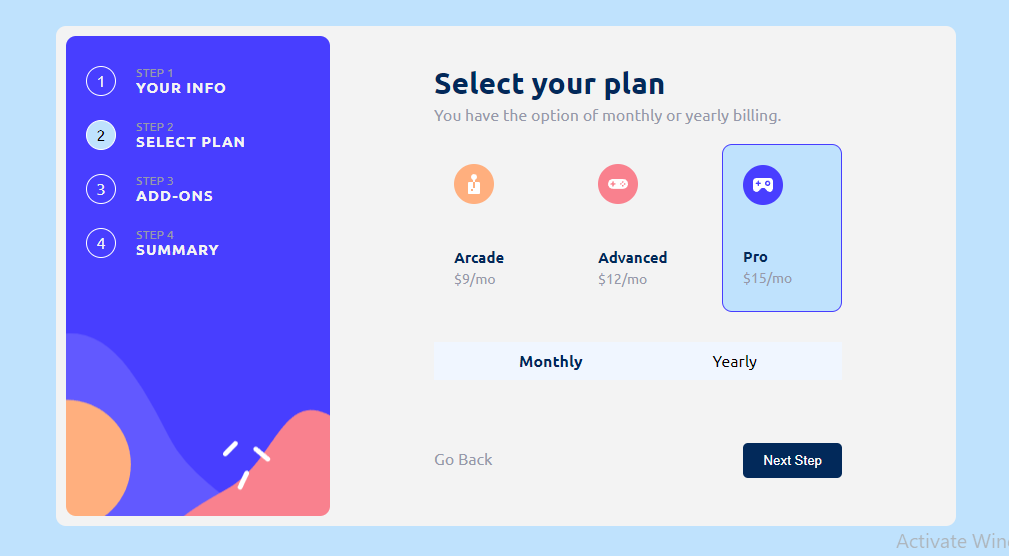 1
STEP 1
YOUR INFO
2
STEP 2
SELECT PLAN
3
STEP 3
ADD-ONS
4
STEP 4
SUMMARY
Select your plan
You have the option of monthly or yearly billing.
Arcade
$9/mo
Advanced
$12/mo
Pro
$15/mo
Monthly Yearly
Go Back Next Step
Activate Win